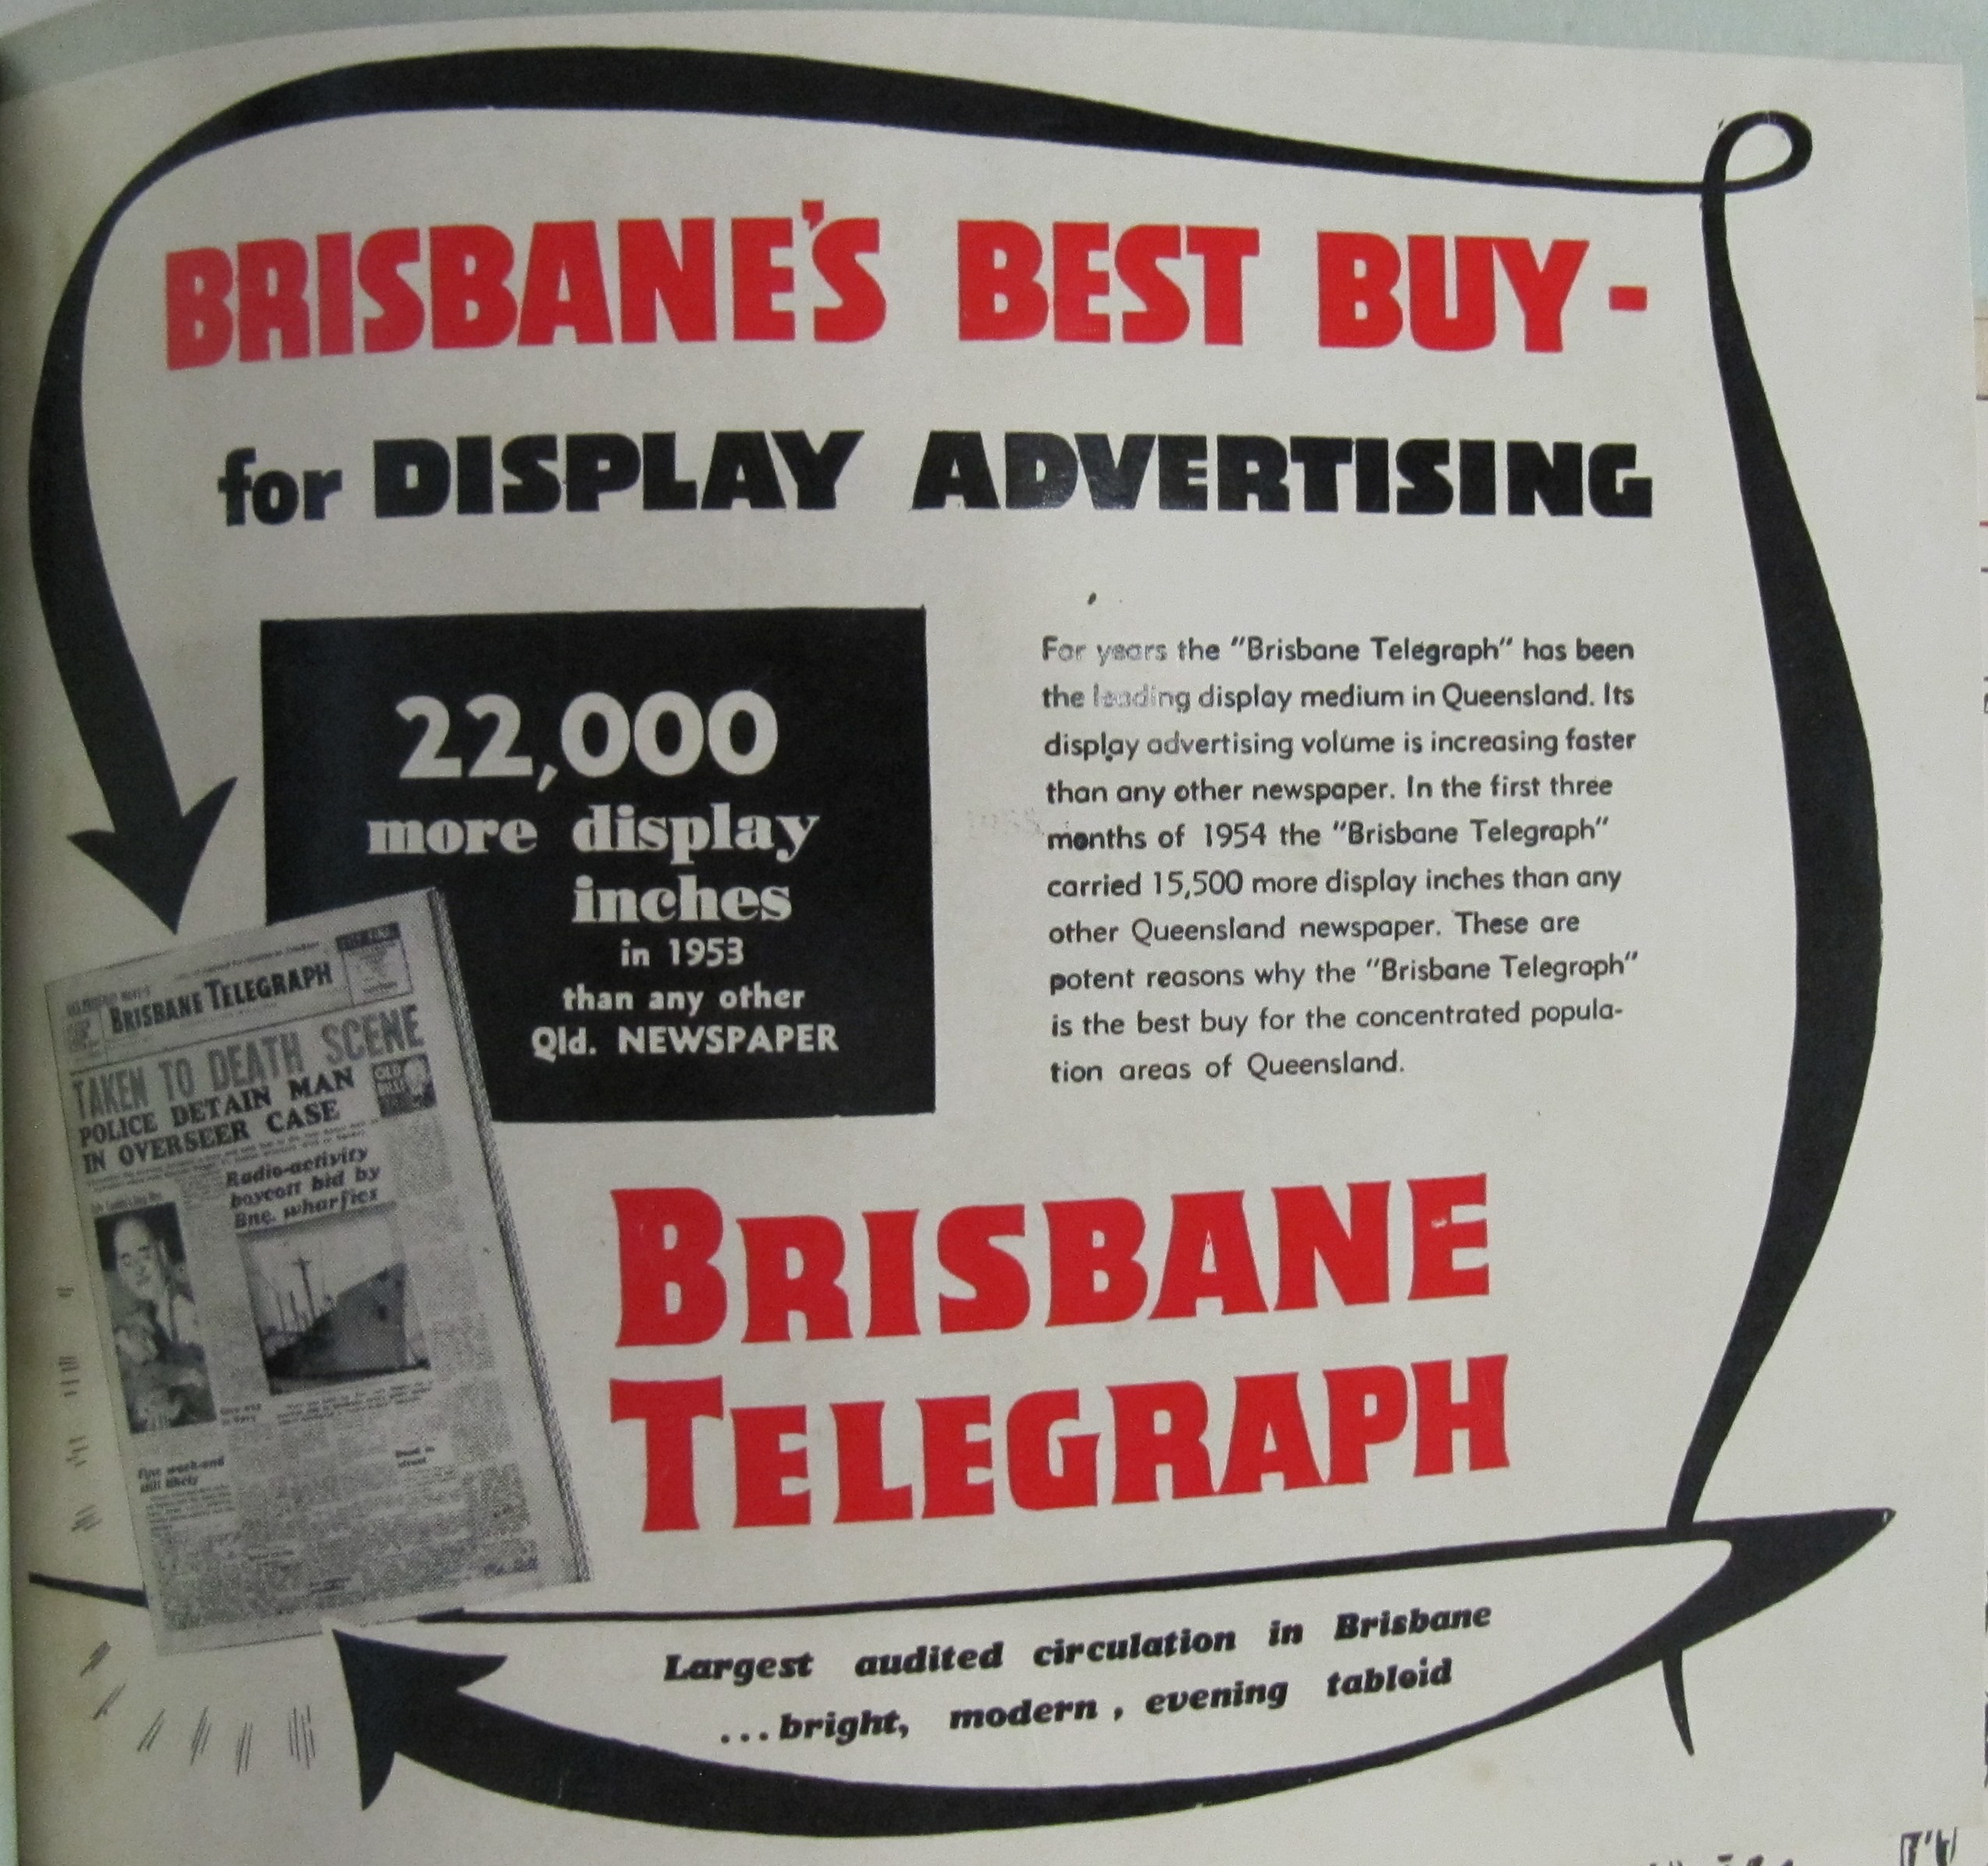 BRISBANE'S BEST BUY -
for DISPLAY ADVERTISING
22,000
more display
inches
in 1953
than any other
Qld. NEWSPAPER
For years the "Brisbane Telegraph" has been
the leading display medium in Queensland. Its
display advertising volume is increasing faster
than any other newspaper. In the first three
months of 1954 the "Brisbane Telegraph"
carried 15,500 more display inches than any
other Queensland newspaper. These are
potent reasons why the "Brisbane Telegraph"
is the best buy for the concentrated popula-
tion areas of Queensland.
BRISBANE TELEGRAPH
TAKEN TO DEATH SCENE
POLICE DETAIN MAN
IN OVERSEER CASE
Radio-activity
boycott bid by
Bne. wharfies
BRISBANE
TELEGRAPH
Largest audited circulation in Brisbane
...bright, modern, evening tabloid